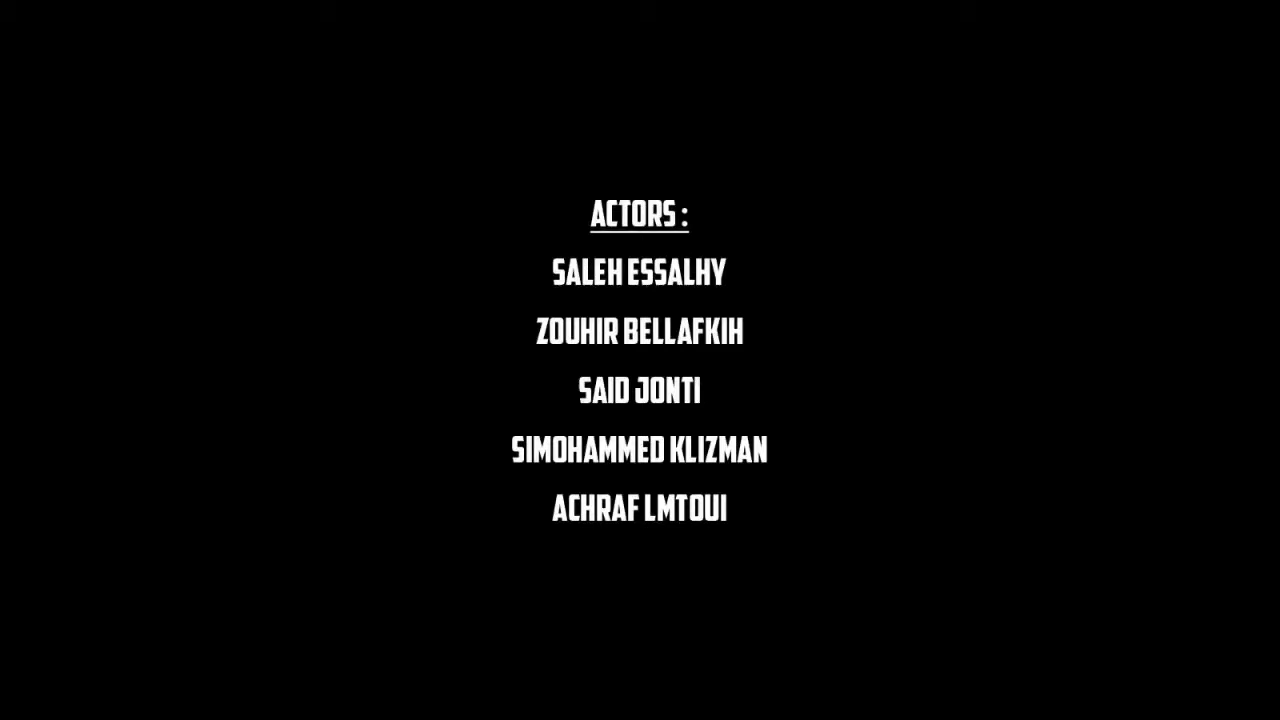 ACTORS :
SALEH ESSALHY
ZOUHIR BELLAFKIH
SAID JONTI
SIMOHAMMED KLIZMAN
ACHRAF LMTOUI